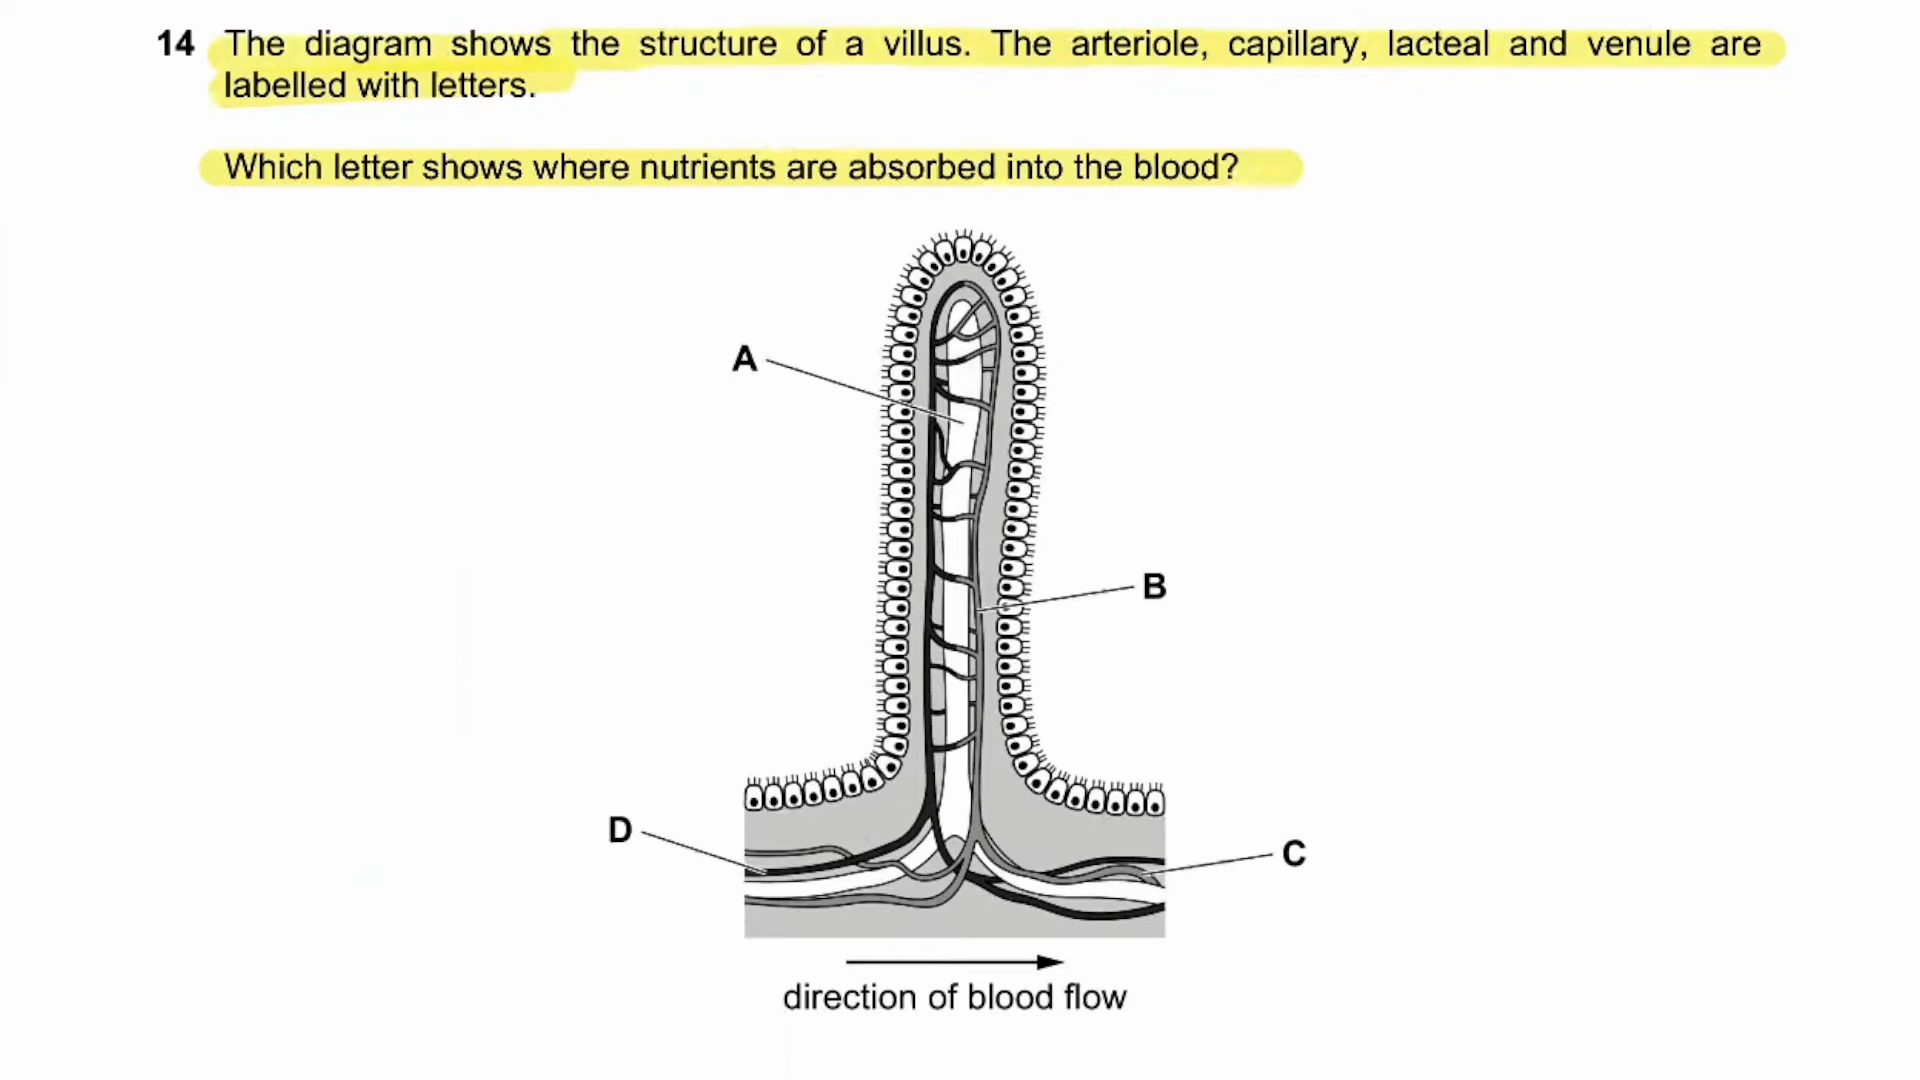 14 The diagram shows the structure of a villus. The arteriole, capillary, lacteal and venule are
labelled with letters.
Which letter shows where nutrients are absorbed into the blood?
A
B
D
C
direction of blood flow